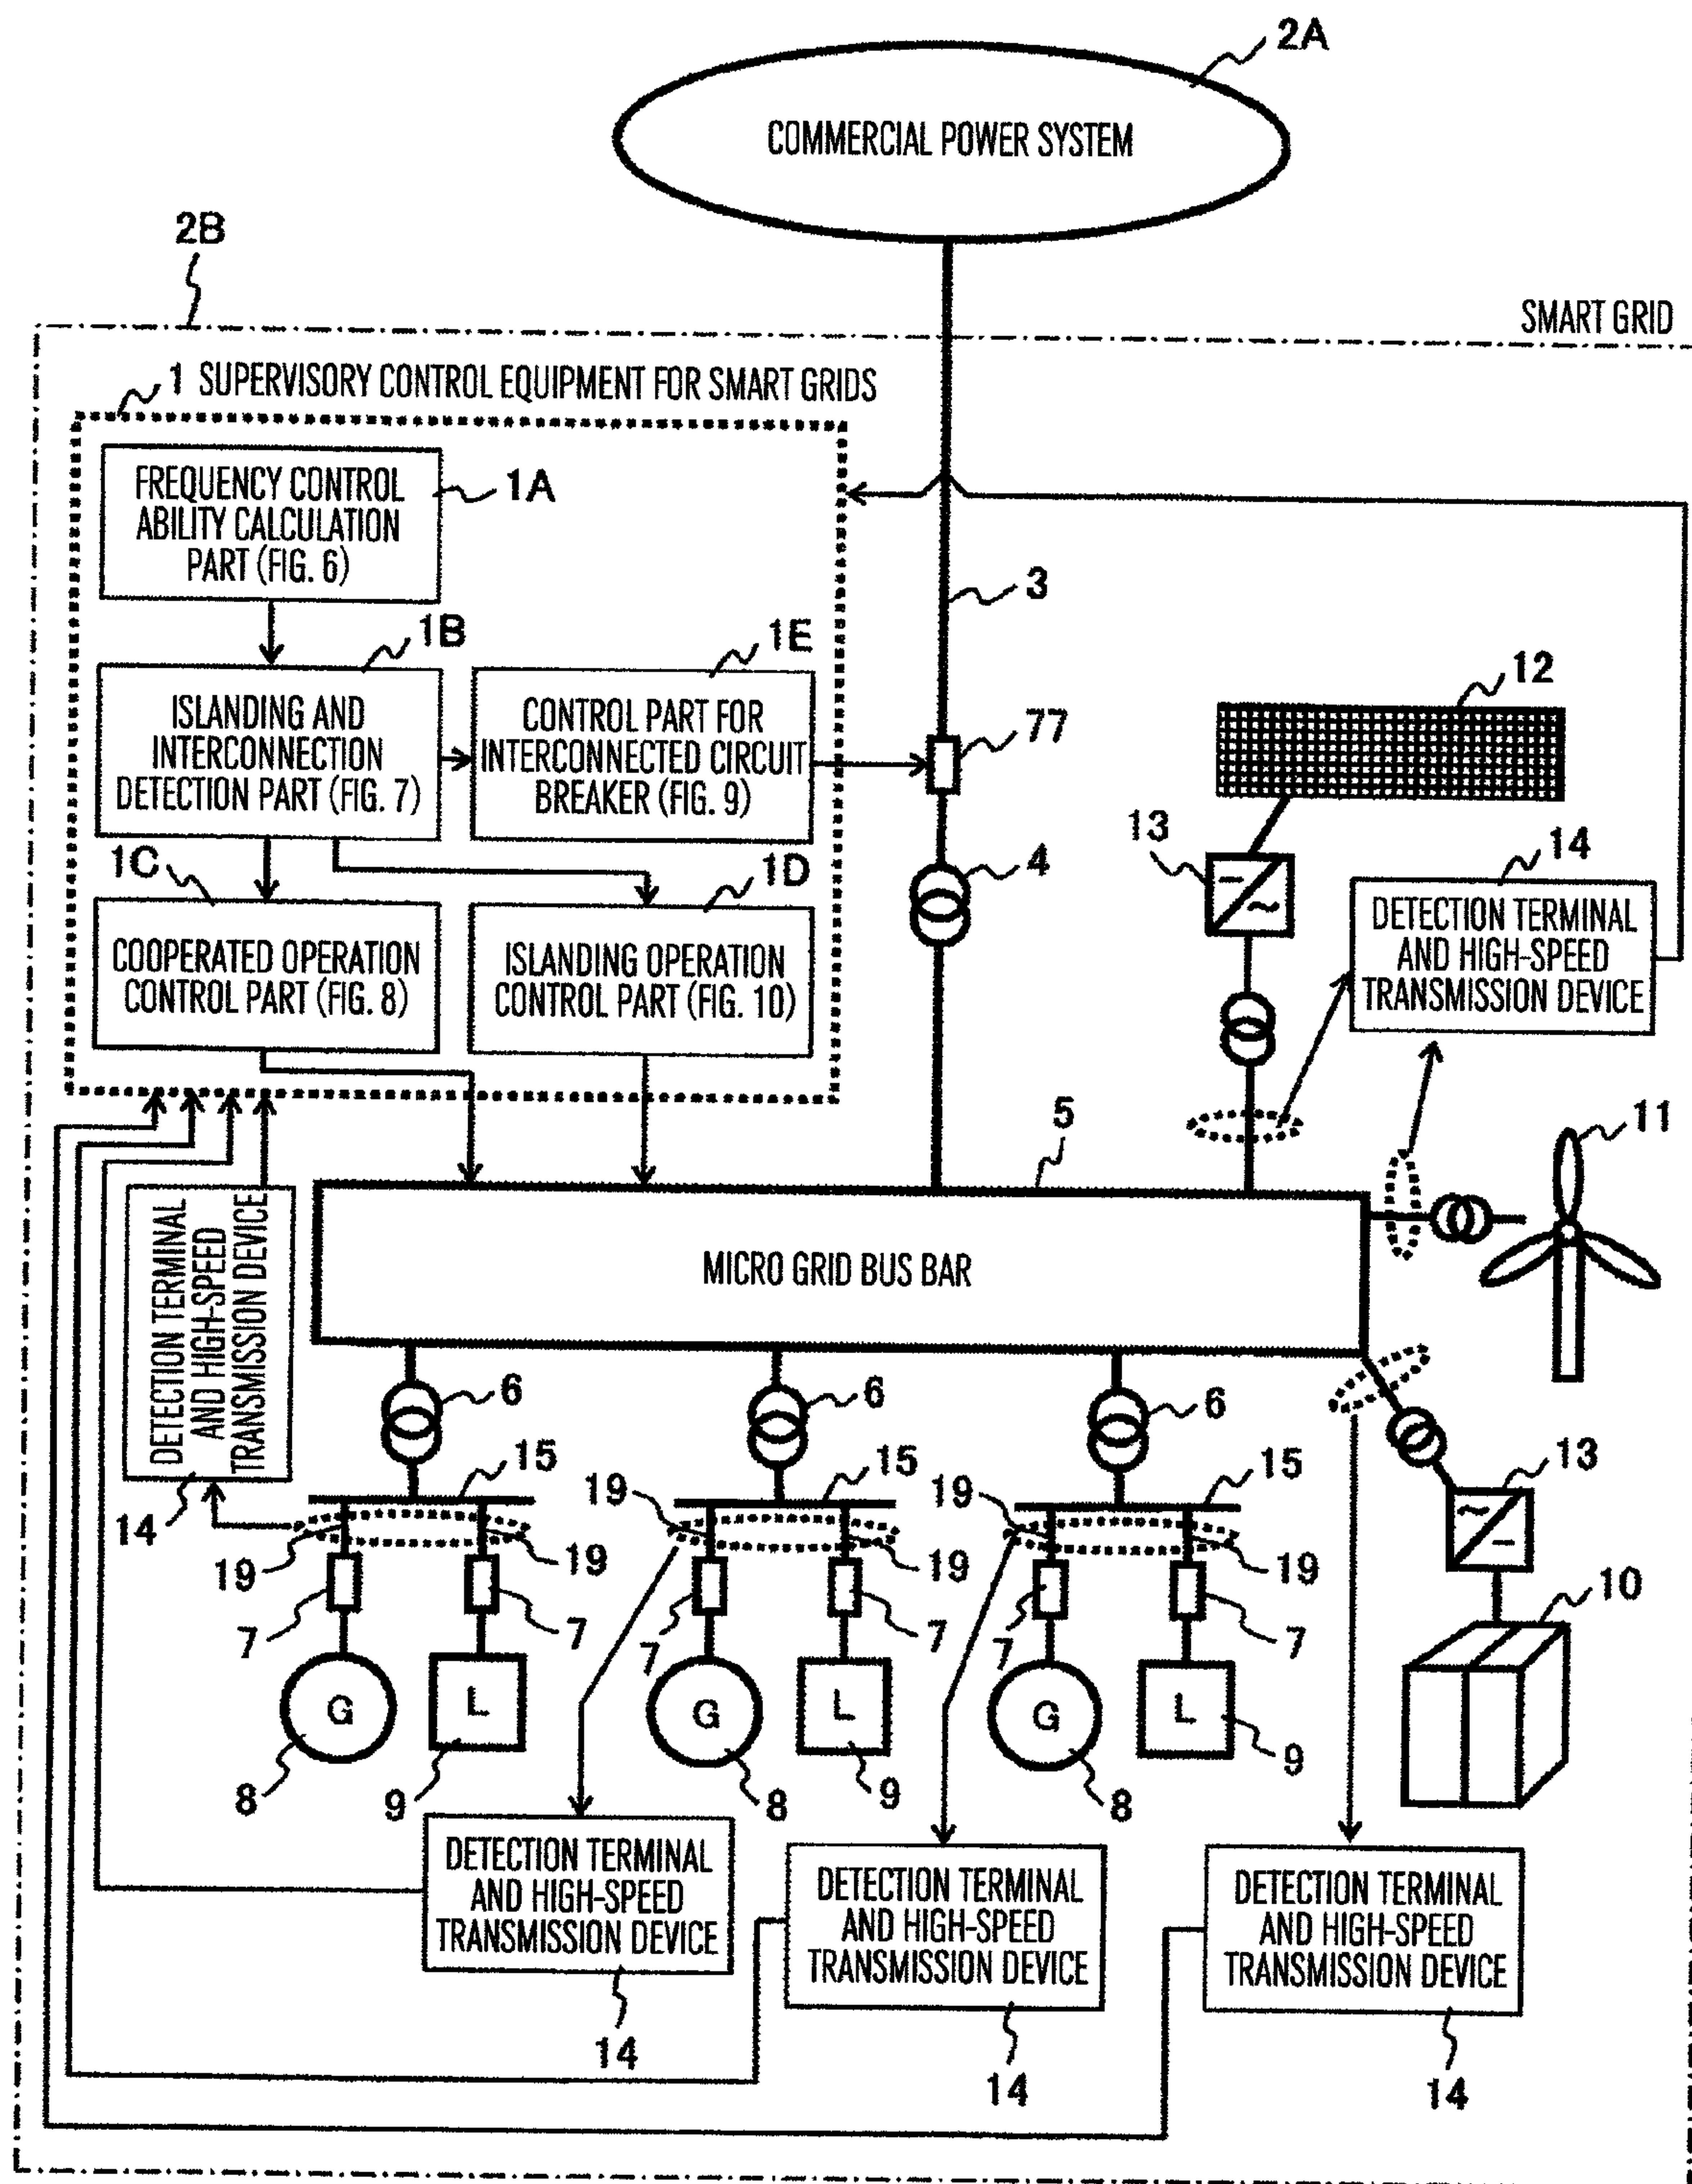 2A
COMMERCIAL POWER SYSTEM
2B
SMART GRID
1 SUPERVISORY CONTROL EQUIPMENT FOR SMART GRIDS
FREQUENCY CONTROL
ABILITY CALCULATION
PART (FIG. 6)
1A
3
1B
1E
ISLANDING AND
INTERCONNECTION
DETECTION PART (FIG. 7)
CONTROL PART FOR
INTERCONNECTED CIRCUIT
BREAKER (FIG. 9)
77
12
13
14
1C
1D
4
COOPERATED OPERATION
CONTROL PART (FIG. 8)
ISLANDING OPERATION
CONTROL PART (FIG. 10)
DETECTION TERMINAL
AND HIGH-SPEED
TRANSMISSION DEVICE
5
11
DETECTION TERMINAL
AND HIGH-SPEED
TRANSMISSION DEVICE
MICRO GRID BUS BAR
6
6
6
15
15
15
13
14
19
19
19
19
19
19
7
7
7
7
7
7
10
G
L
G
L
G
L
8
9
8
9
8
9
DETECTION TERMINAL
AND HIGH-SPEED
TRANSMISSION DEVICE
DETECTION TERMINAL
AND HIGH-SPEED
TRANSMISSION DEVICE
DETECTION TERMINAL
AND HIGH-SPEED
TRANSMISSION DEVICE
14
14
14